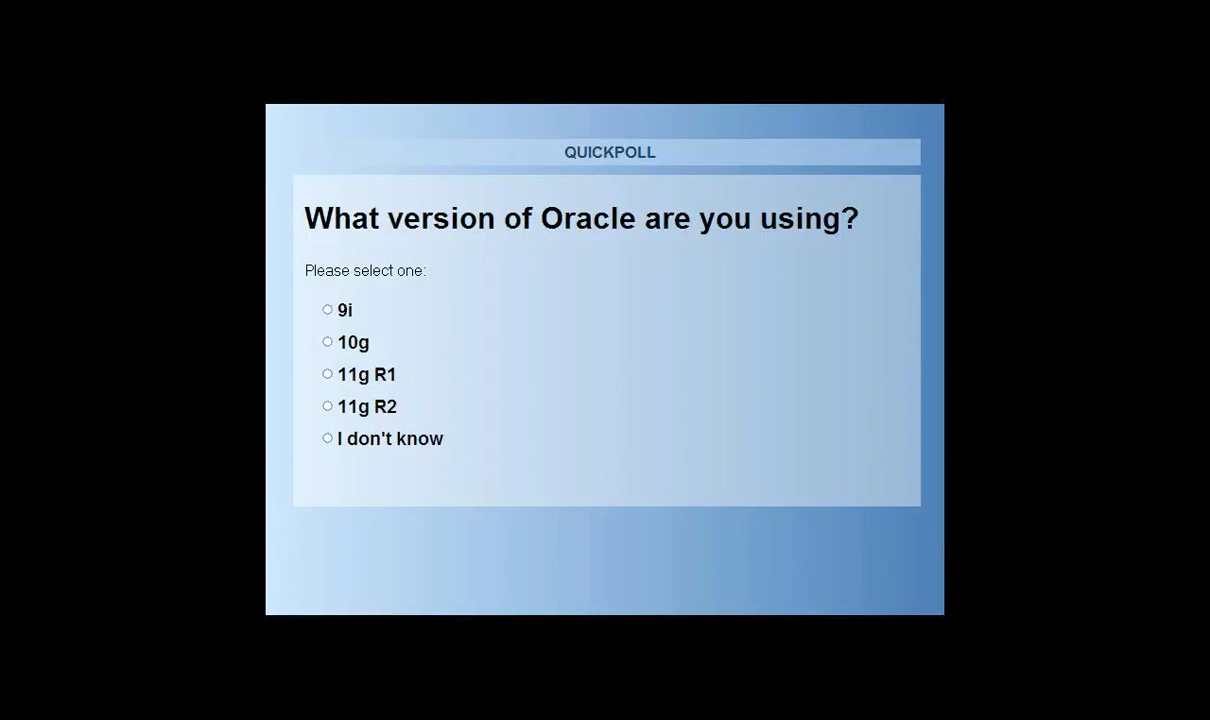 QUICKPOLL
What version of Oracle are you using?
Please select one:
9i
10g
11g R1
11g R2
I don't know